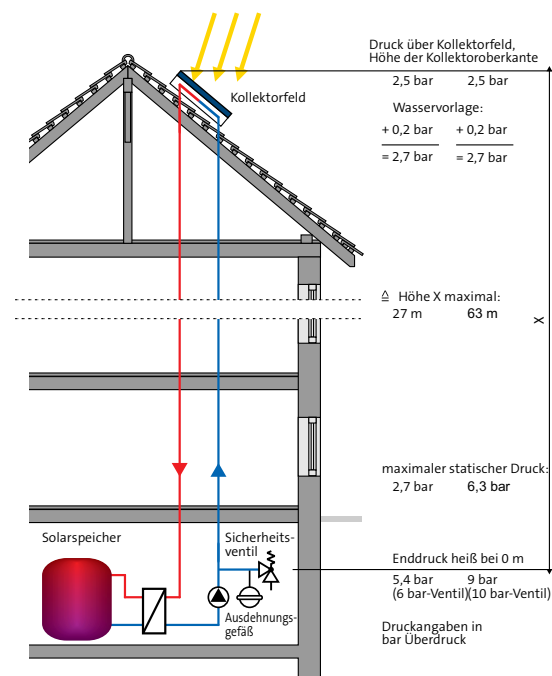 Druck über Kollektorfeld,
Höhe der Kollektoroberkante
2,5 bar 2,5 bar
Kollektorfeld
Wasservorlage:
+ 0,2 bar + 0,2 bar
= 2,7 bar = 2,7 bar
≙ Höhe X maximal:
27 m 63 m
X
maximaler statischer Druck:
2,7 bar 6,3 bar
Solarspeicher
Sicherheits-
ventil
Enddruck heiß bei 0 m
5,4 bar 9 bar
(6 bar-Ventil)(10 bar-Ventil)
Ausdehnungs-
gefäß
Druckangaben in
bar Überdruck